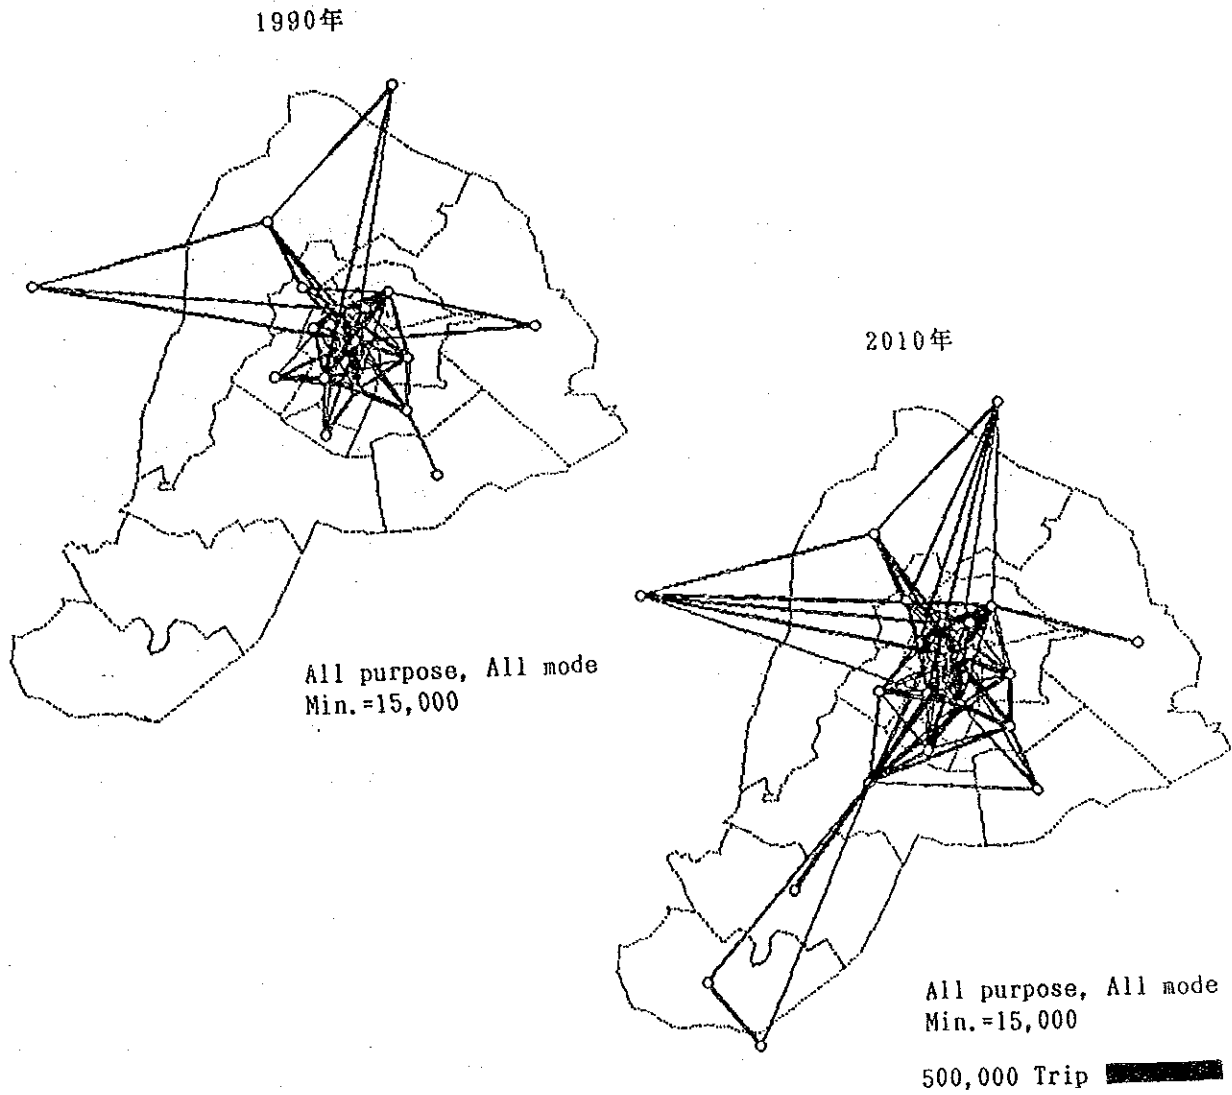 1990年
2010年
All purpose, All mode
Min.=15,000
All purpose, All mode
Min.=15,000
500,000 Trip